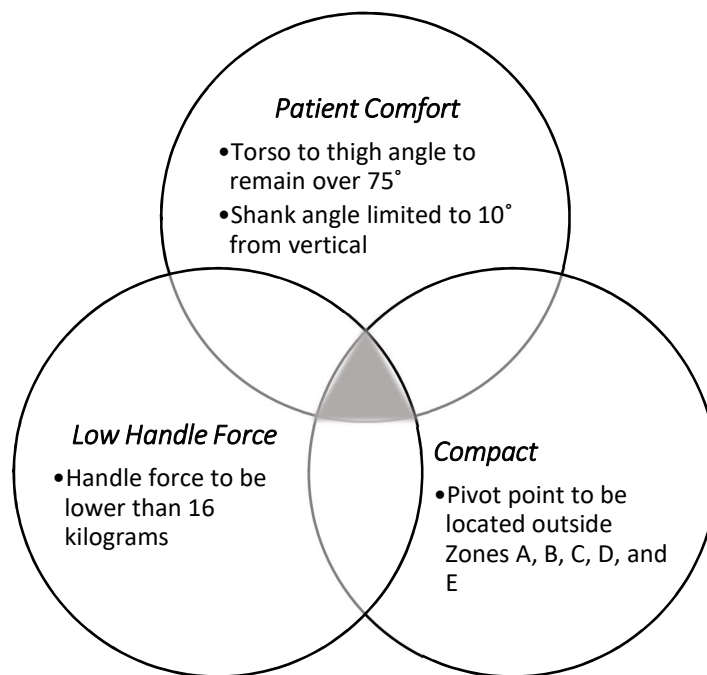 Patient Comfort
•Torso to thigh angle to
remain over 75˚
•Shank angle limited to 10˚
from vertical
Low Handle Force
•Handle force to be
lower than 16
kilograms
Compact
•Pivot point to be
located outside
Zones A, B, C, D, and
E